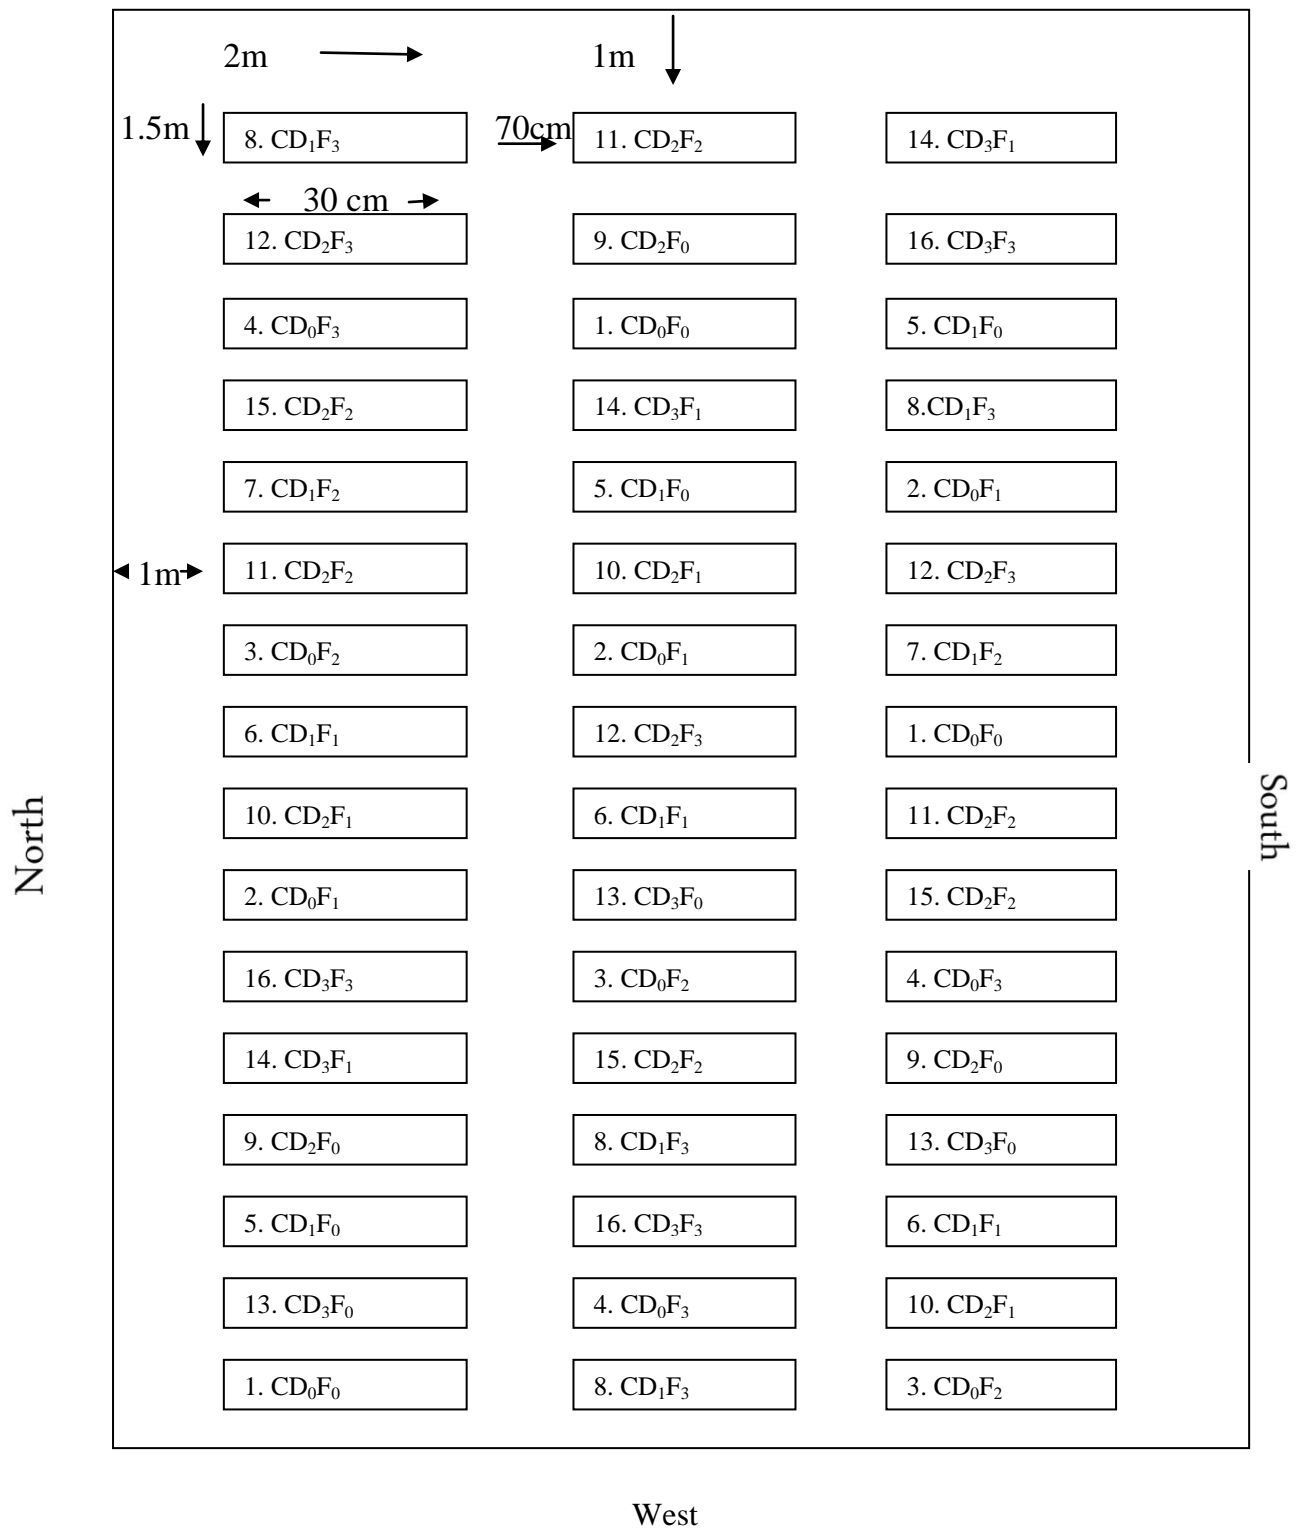 2m 1m
1.5m 70cm
8. CD₁F₃ 11. CD₂F₂ 14. CD₃F₁
30 cm
12. CD₂F₃ 9. CD₂F₀ 16. CD₃F₃
4. CD₀F₃ 1. CD₀F₀ 5. CD₁F₀
15. CD₂F₂ 14. CD₃F₁ 8.CD₁F₃
7. CD₁F₂ 5. CD₁F₀ 2. CD₀F₁
1m 11. CD₂F₂ 10. CD₂F₁ 12. CD₂F₃
3. CD₀F₂ 2. CD₀F₁ 7. CD₁F₂
6. CD₁F₁ 12. CD₂F₃ 1. CD₀F₀
North
South
10. CD₂F₁ 6. CD₁F₁ 11. CD₂F₂
2. CD₀F₁ 13. CD₃F₀ 15. CD₂F₂
16. CD₃F₃ 3. CD₀F₂ 4. CD₀F₃
14. CD₃F₁ 15. CD₂F₂ 9. CD₂F₀
9. CD₂F₀ 8. CD₁F₃ 13. CD₃F₀
5. CD₁F₀ 16. CD₃F₃ 6. CD₁F₁
13. CD₃F₀ 4. CD₀F₃ 10. CD₂F₁
1. CD₀F₀ 8. CD₁F₃ 3. CD₀F₂
West